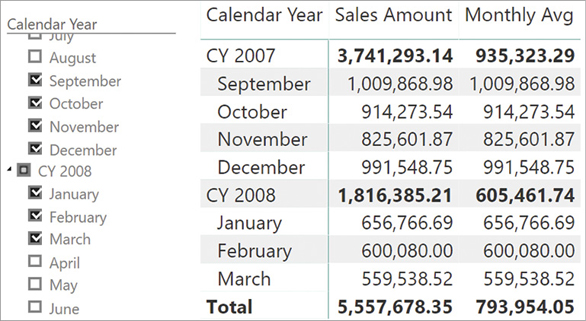 Calendar Year
July
August
September
October
November
December
CY 2008
January
February
March
April
May
June
Calendar Year Sales Amount Monthly Avg
CY 2007 3,741,293.14 935,323.29
September 1,009,868.98 1,009,868.98
October 914,273.54 914,273.54
November 825,601.87 825,601.87
December 991,548.75 991,548.75
CY 2008 1,816,385.21 605,461.74
January 656,766.69 656,766.69
February 600,080.00 600,080.00
March 559,538.52 559,538.52
Total 5,557,678.35 793,954.05